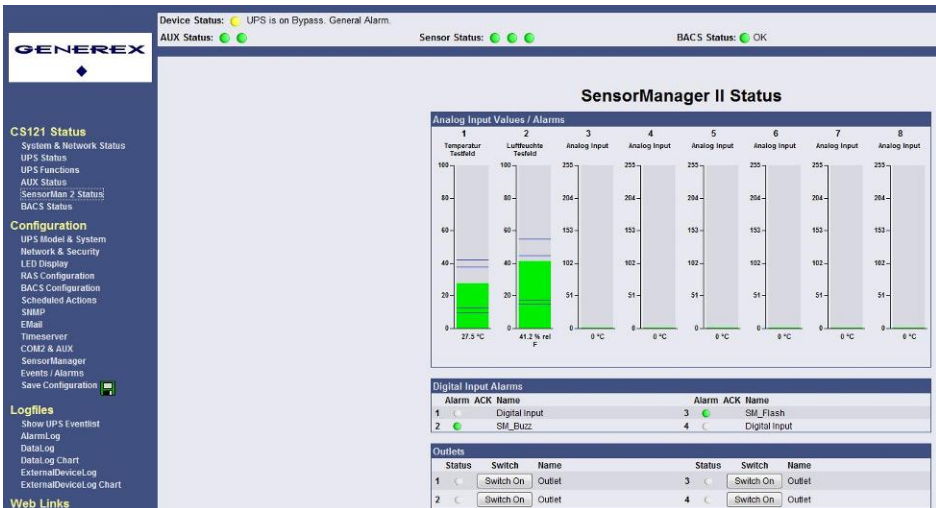 Device Status: UPS is on Bypass. General Alarm.
AUX Status: Sensor Status: BACS Status: OK
GENEREX
SensorManager II Status
CS121 Status
System & Network Status
UPS Status
UPS Functions
AUX Status
SensorMan 2 Status
BACS Status
Configuration
UPS Model & System
Network & Security
LED Display
RAS Configuration
BACS Configuration
Scheduled Actions
SNMP
EMail
Timeserver
COM2 & AUX
SensorManager
Events / Alarms
Save Configuration
Logfiles
Show UPS Eventlist
AlarmLog
DataLog
DataLog Chart
ExternalDeviceLog
ExternalDeviceLog Chart
Web Links
Analog Input Values / Alarms
1 2 3 4 5 6 7 8
Temperatur Testfeld Luftfeuchte Tesfeld Analog Input Analog Input Analog Input Analog Input Analog Input Analog Input
100 100 255 255 255 255 255 255
80 80 204 204 204 204 204 204
60 60 153 153 153 153 153 153
40 40 102 102 102 102 102 102
20 20 51 51 51 51 51 51
0 0 0 0 0 0 0 0
27.5 °C 41.2 % rel F 0 °C 0 °C 0 °C 0 °C 0 °C 0 °C
Digital Input Alarms
Alarm ACK Name Alarm ACK Name
1 Digital Input 3 SM_Flash
2 SM_Buzz 4 Digital Input
Outlets
Status Switch Name Status Switch Name
1 Switch On Outlet 3 Switch On Outlet
2 Switch On Outlet 4 Switch On Outlet